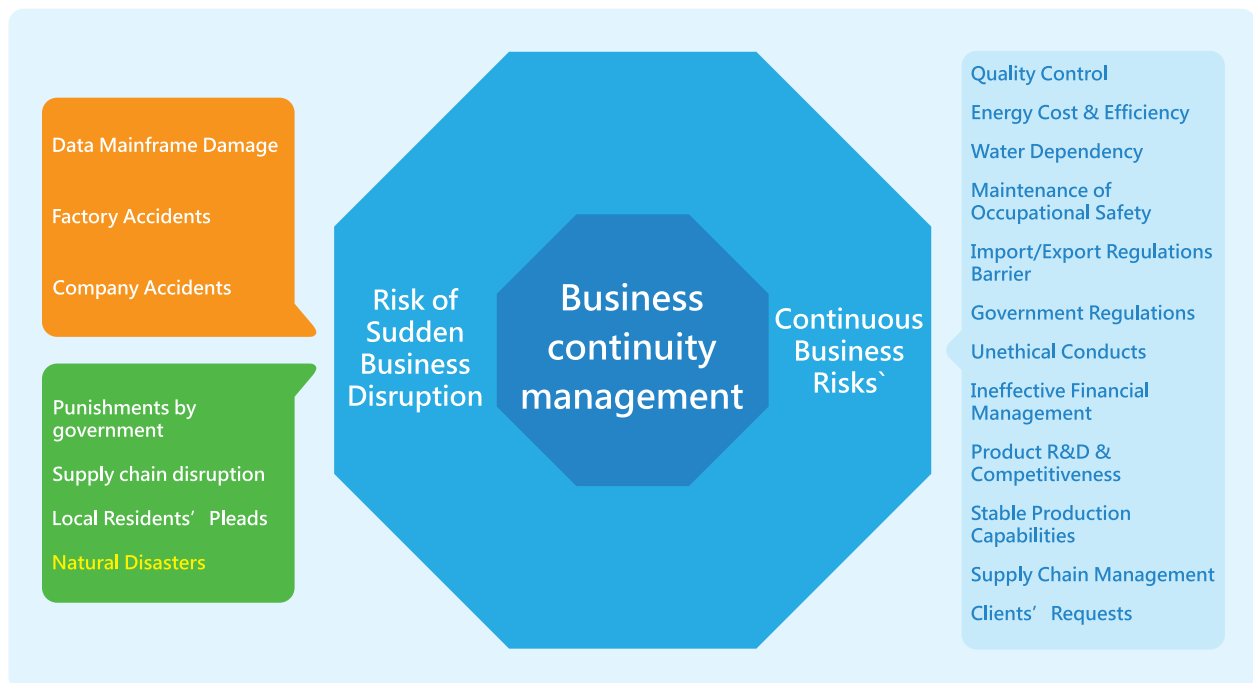 Data Mainframe Damage
Factory Accidents
Company Accidents
Punishments by
government
Supply chain disruption
Local Residents’ Pleads
Natural Disasters
Risk of
Sudden
Business
Disruption
Business
continuity
management
Continuous
Business
Risks`
Quality Control
Energy Cost & Efficiency
Water Dependency
Maintenance of
Occupational Safety
Import/Export Regulations
Barrier
Government Regulations
Unethical Conducts
Ineffective Financial
Management
Product R&D &
Competitiveness
Stable Production
Capabilities
Supply Chain Management
Clients’ Requests